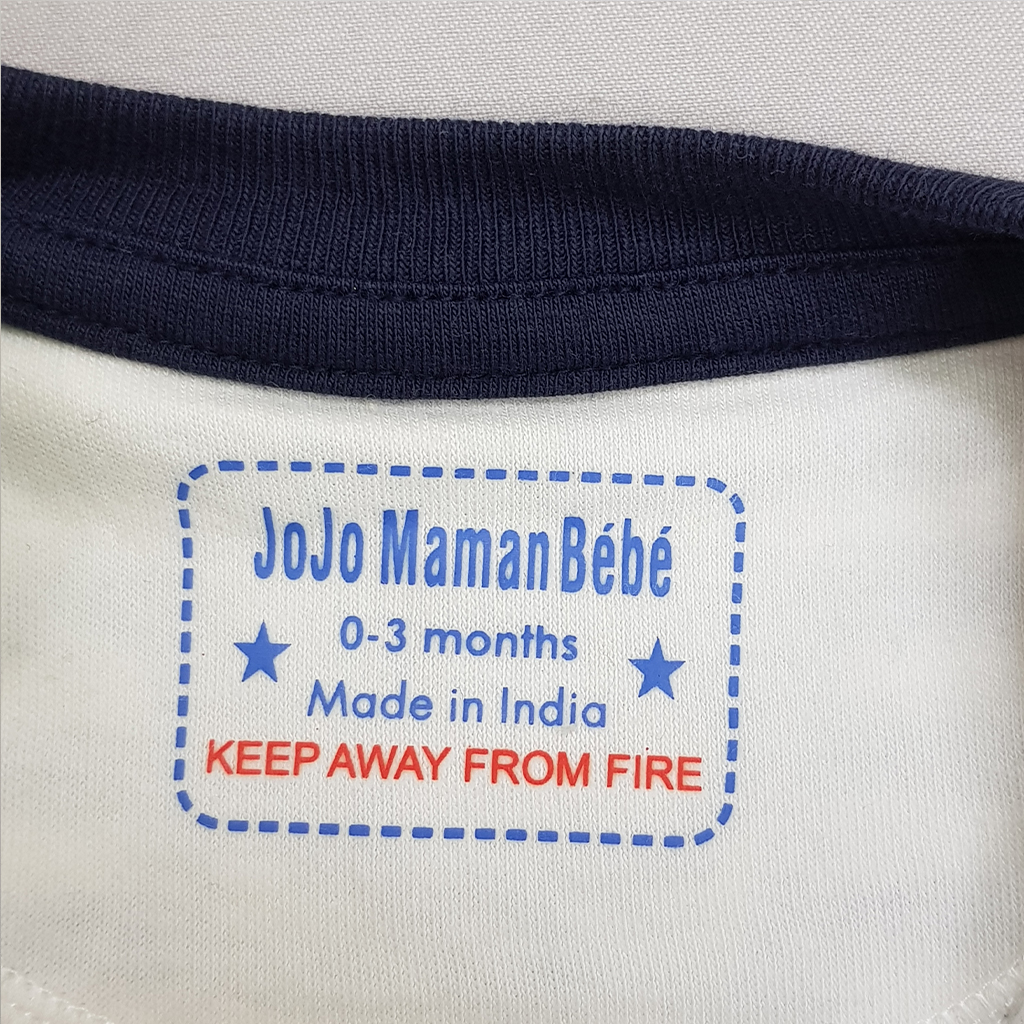 JoJo Maman Bébé
0-3 months
Made in India
KEEP AWAY FROM FIRE